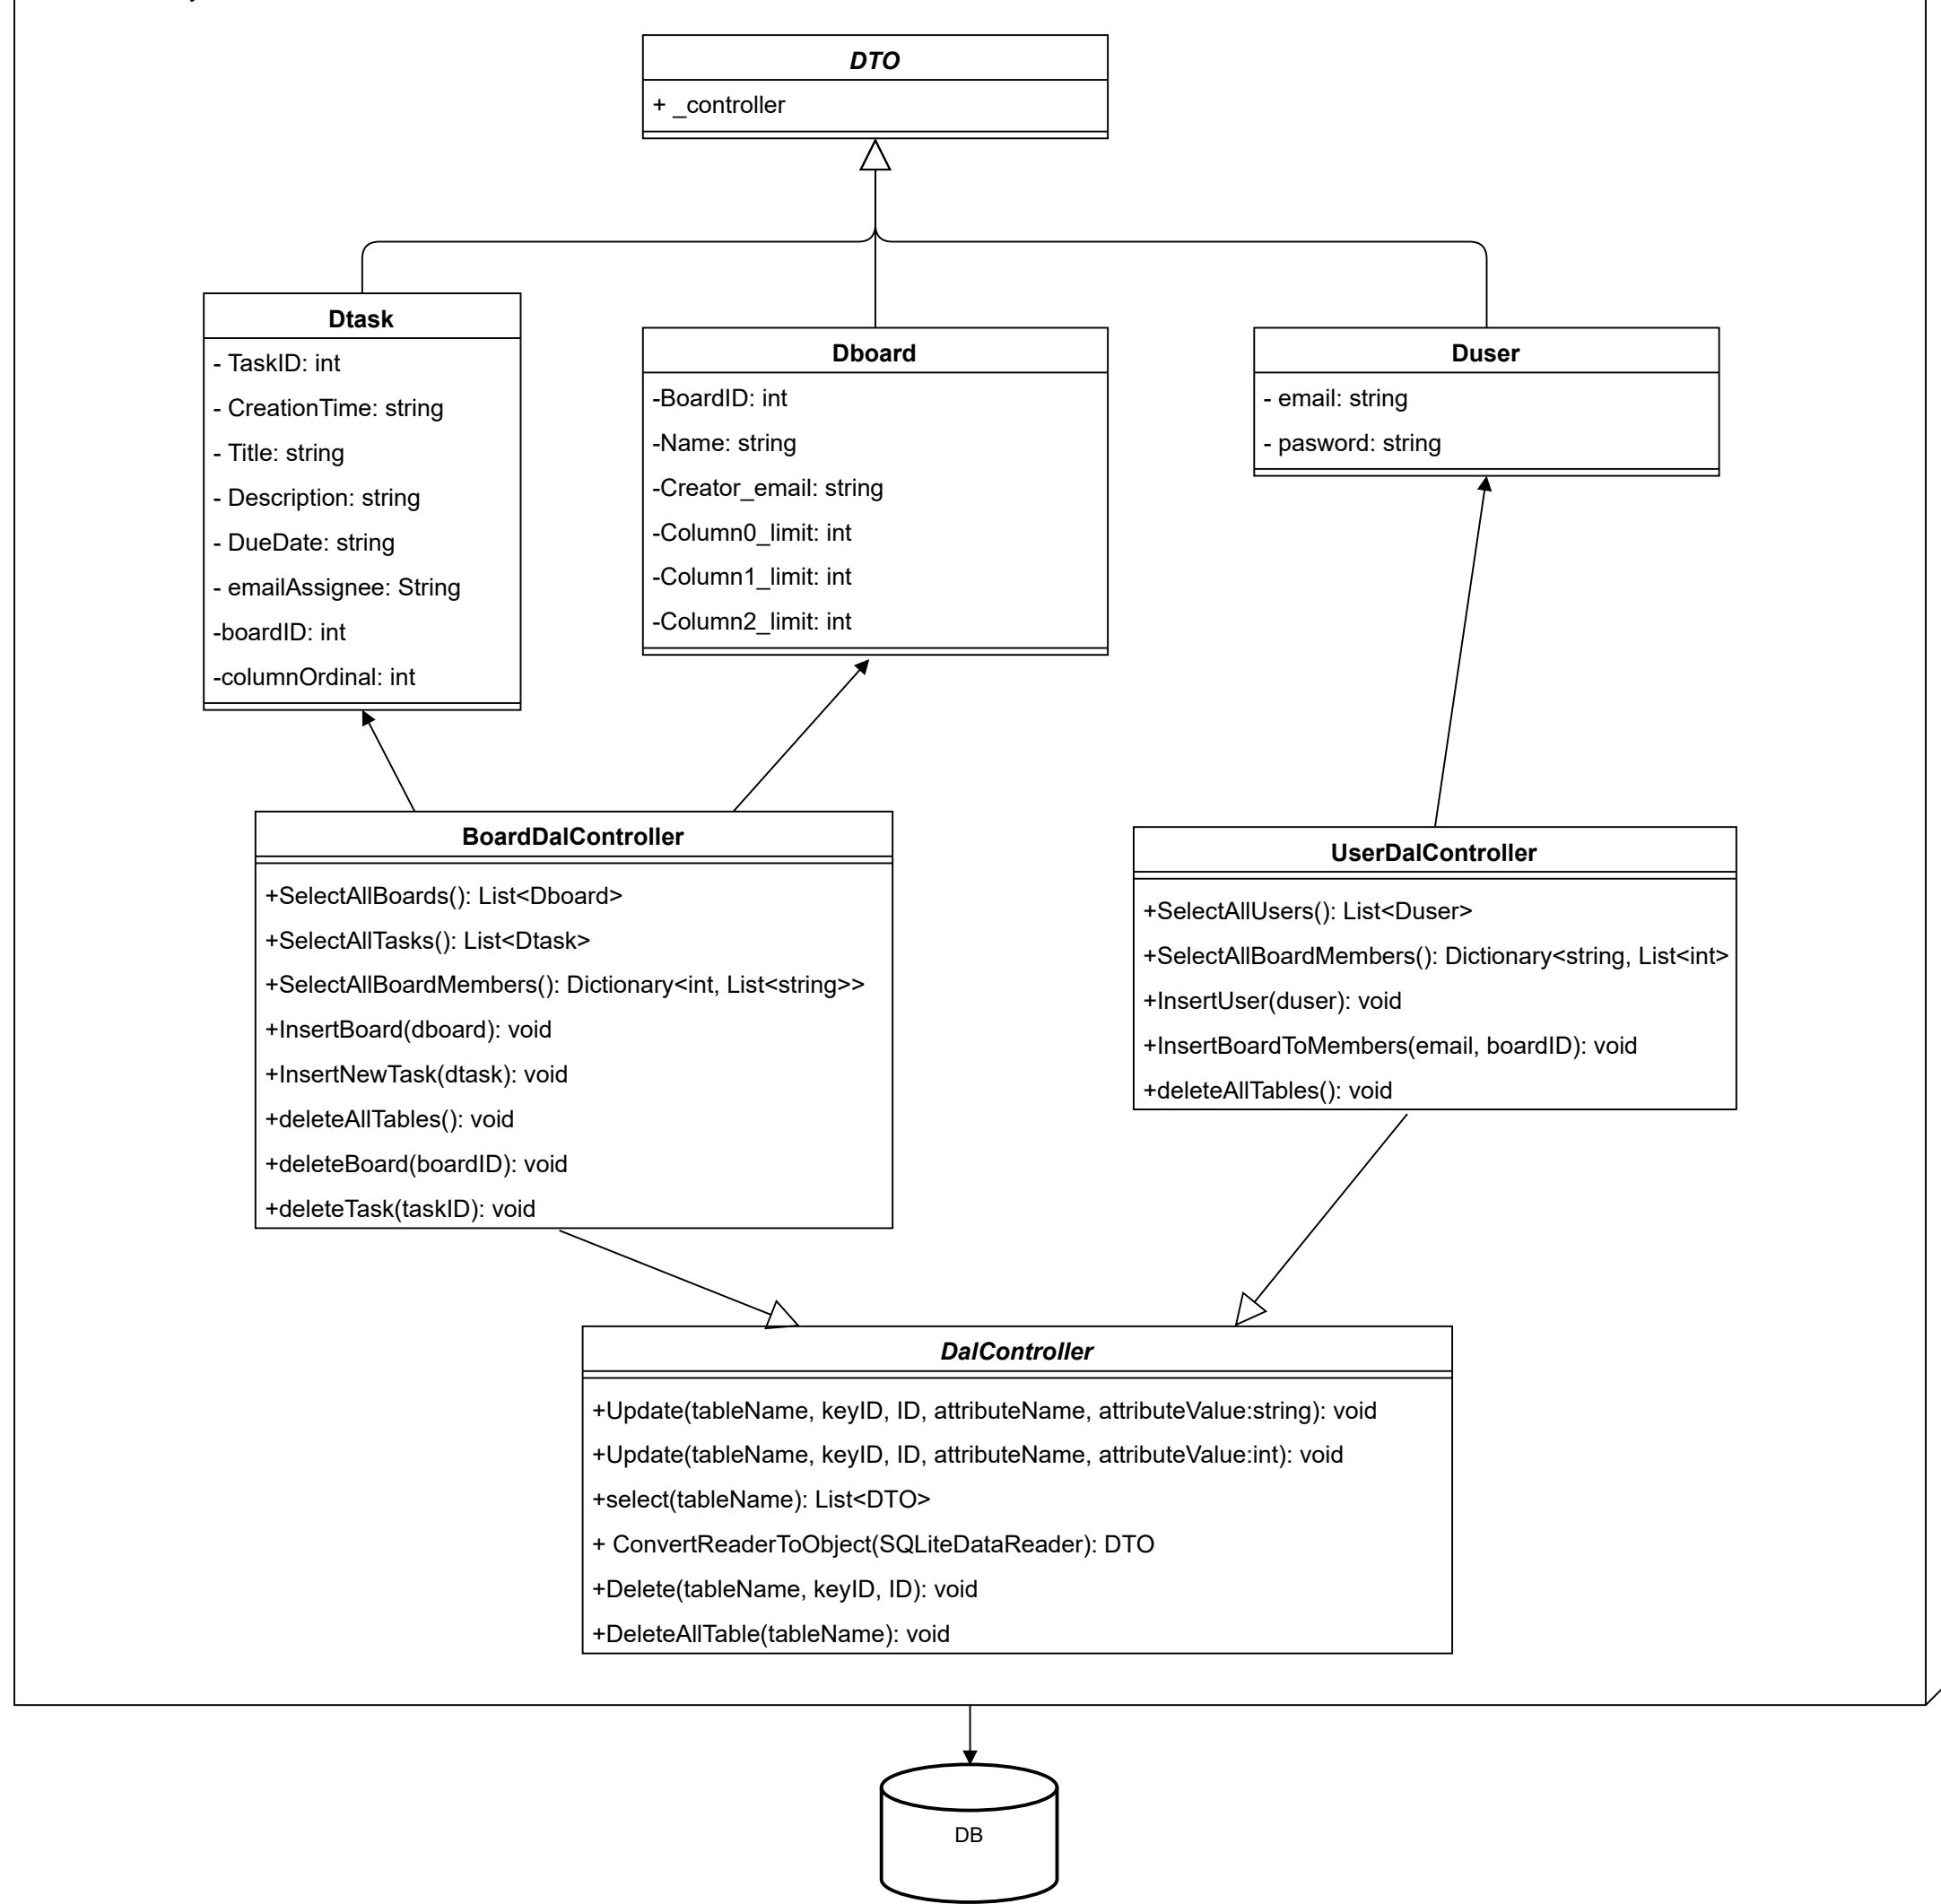 DTO
+ _controller
Dtask
- TaskID: int
- CreationTime: string
- Title: string
- Description: string
- DueDate: string
- emailAssignee: String
-boardID: int
-columnOrdinal: int
Dboard
-BoardID: int
-Name: string
-Creator_email: string
-Column0_limit: int
-Column1_limit: int
-Column2_limit: int
Duser
- email: string
- pasword: string
BoardDalController
+SelectAllBoards(): List<Dboard>
+SelectAllTasks(): List<Dtask>
+SelectAllBoardMembers(): Dictionary<int, List<string>>
+InsertBoard(dboard): void
+InsertNewTask(dtask): void
+deleteAllTables(): void
+deleteBoard(boardID): void
+deleteTask(taskID): void
UserDalController
+SelectAllUsers(): List<Duser>
+SelectAllBoardMembers(): Dictionary<string, List<int>
+InsertUser(duser): void
+InsertBoardToMembers(email, boardID): void
+deleteAllTables(): void
DalController
+Update(tableName, keyID, ID, attributeName, attributeValue:string): void
+Update(tableName, keyID, ID, attributeName, attributeValue:int): void
+select(tableName): List<DTO>
+ ConvertReaderToObject(SQLiteDataReader): DTO
+Delete(tableName, keyID, ID): void
+DeleteAllTable(tableName): void
DB